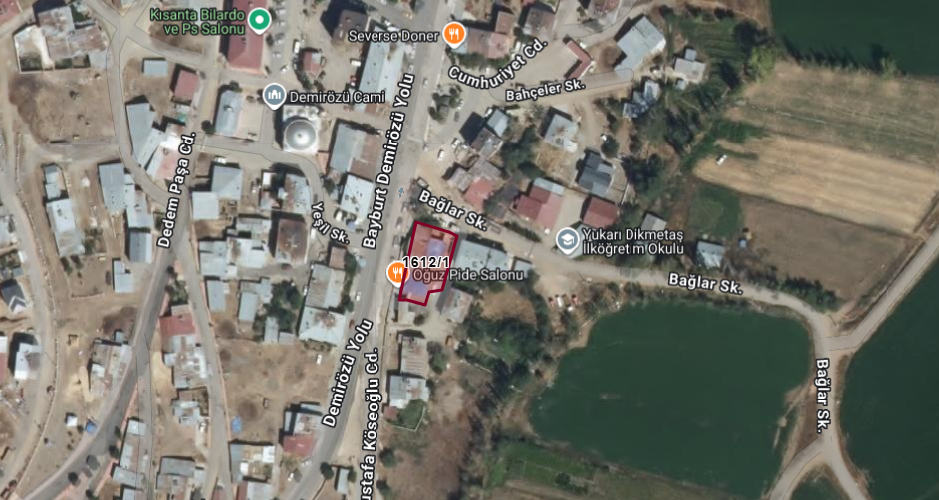 Kısanta Bilardo
ve Ps Salonu
Severse Doner
Cumhuriyet Cd.
Bahçeler Sk.
Demirözü Cami
Bayburt Demirözü Yolu
Dedem Paşa Cd.
Yeşil Sk.
Bağlar Sk.
Yukarı Dikmetaş
İlköğretim Okulu
1612/1
Oğuz Pide Salonu
Bağlar Sk.
Demirözü Yolu
ustafa Köseoğlu Cd.
Bağlar Sk.